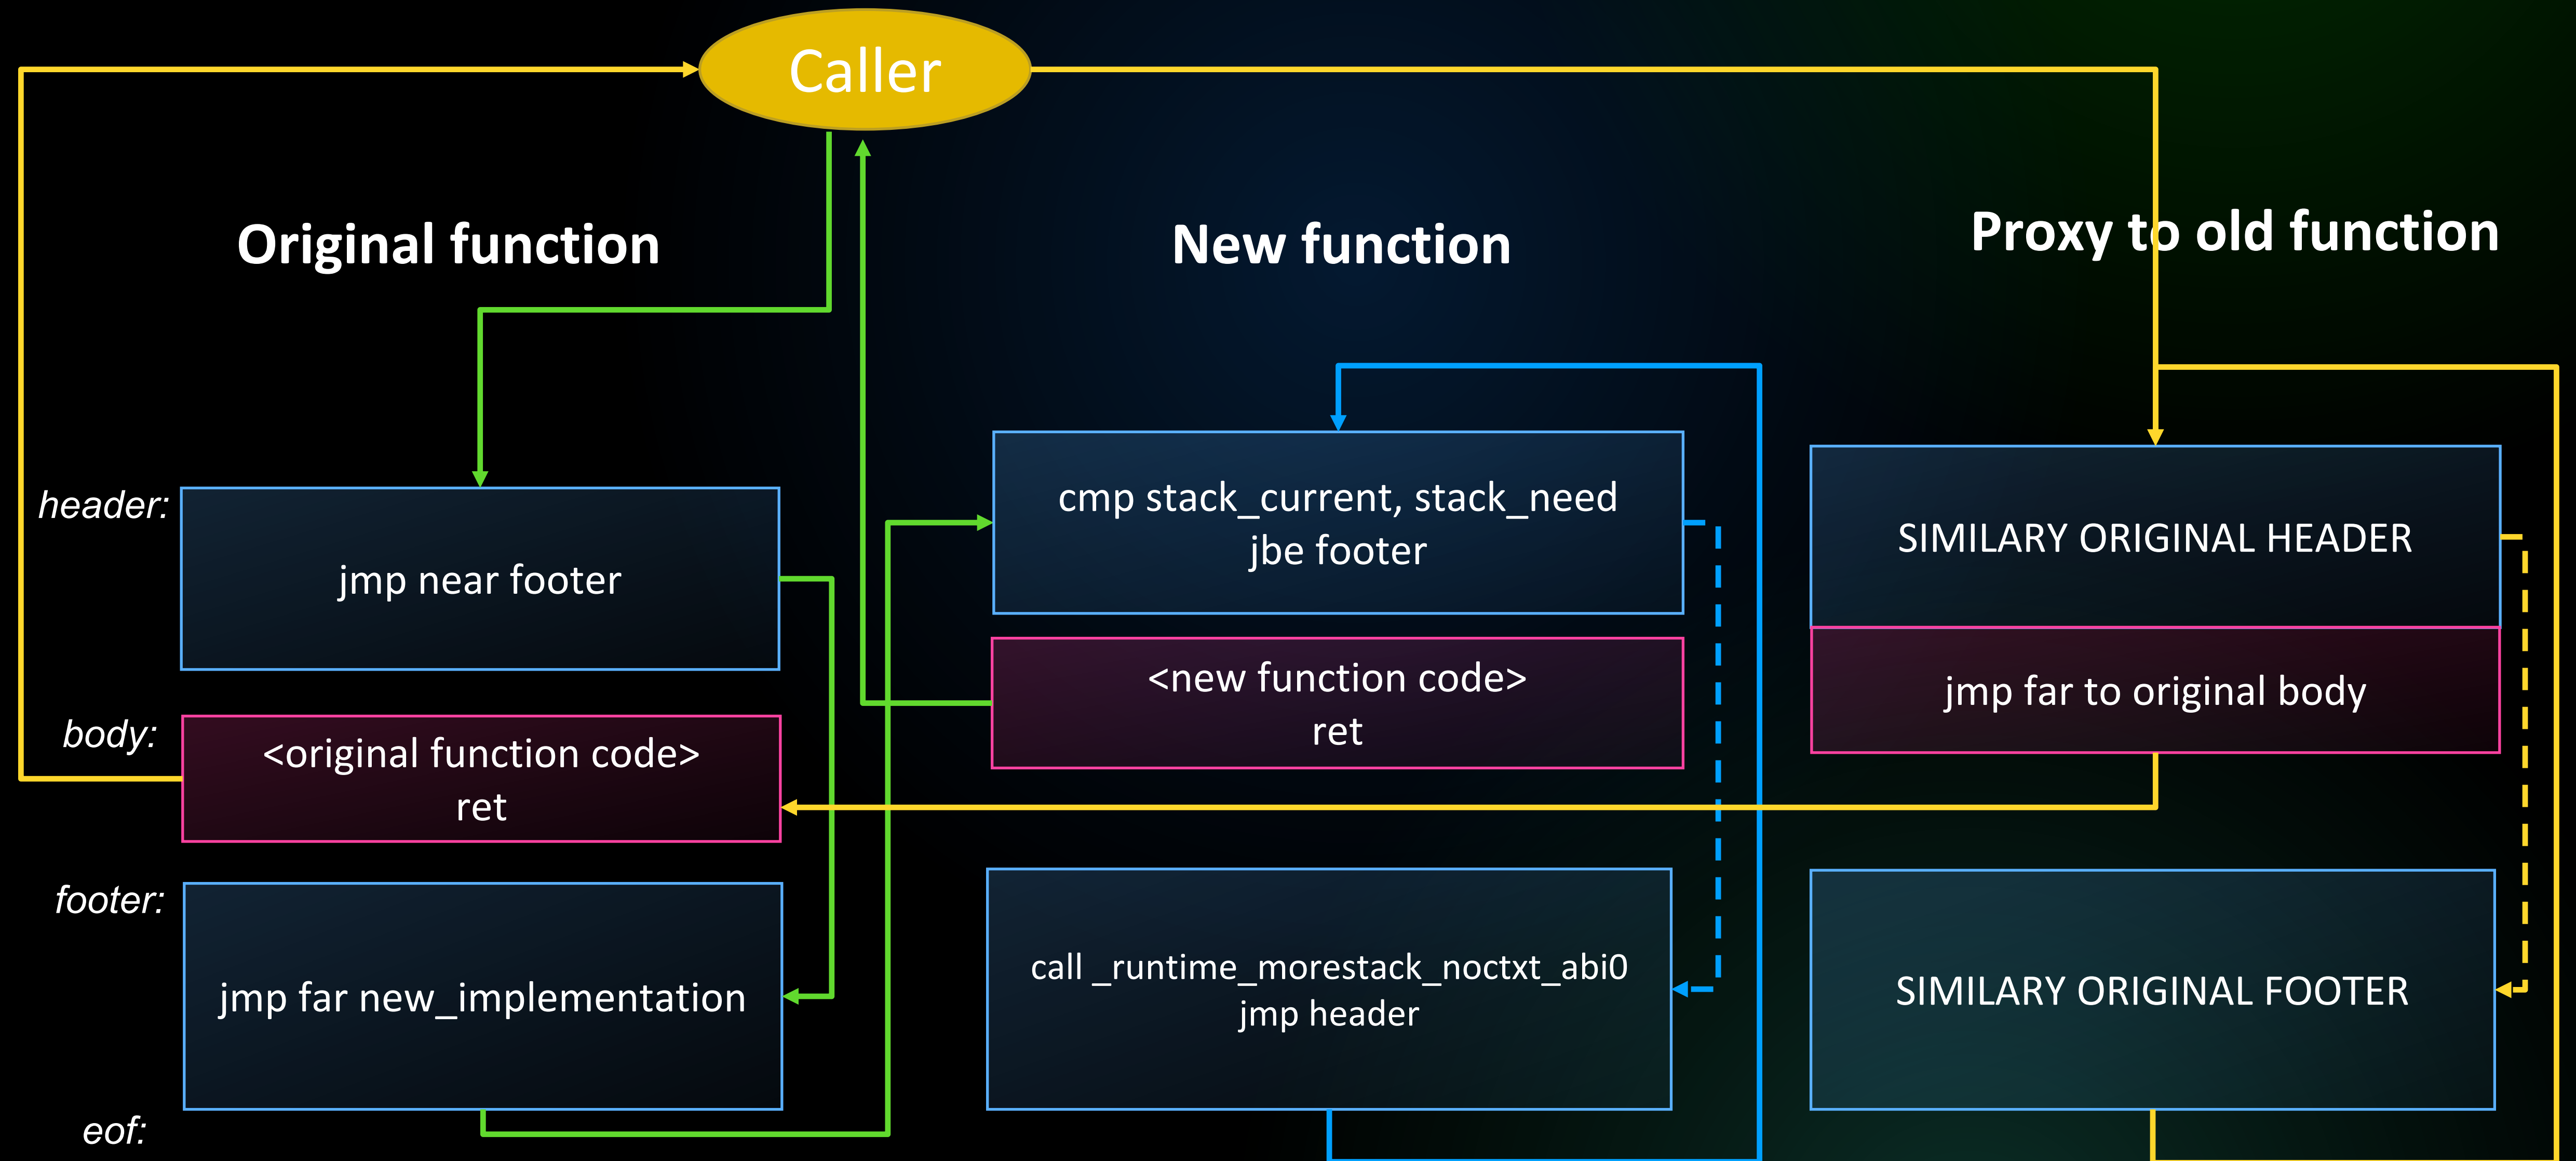 Caller
Original function
New function
Proxy to old function
header:
jmp near footer
cmp stack_current, stack_need
jbe footer
SIMILARY ORIGINAL HEADER
body:
<original function code>
ret
<new function code>
ret
jmp far to original body
footer:
jmp far new_implementation
call _runtime_morestack_noctxt_abi0
jmp header
SIMILARY ORIGINAL FOOTER
eof: